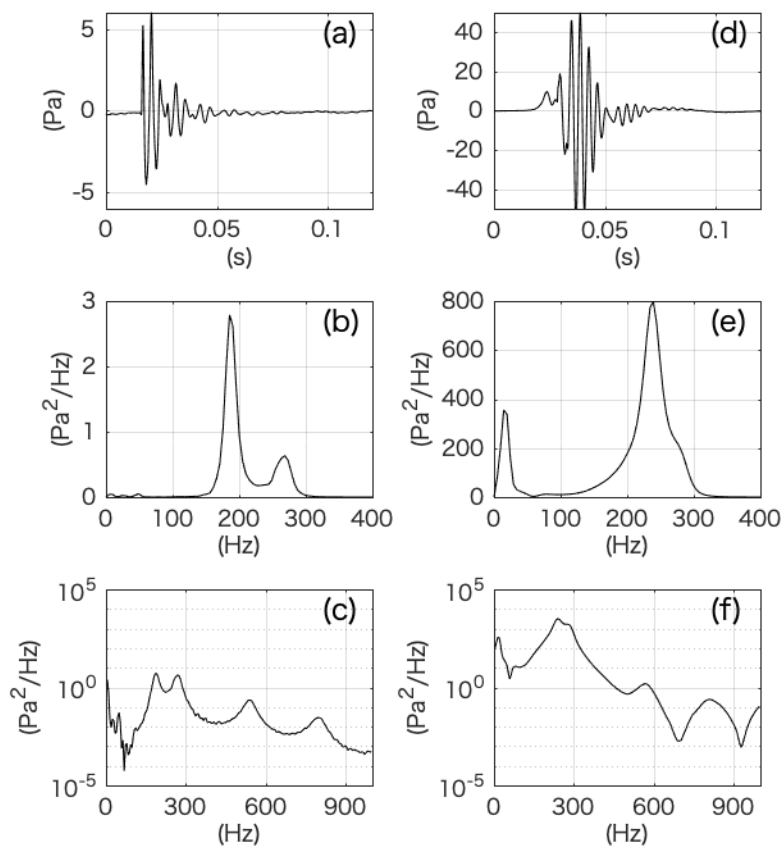 (a)
5
0
-5
(Pa)
0 0.05 0.1
(s)
(d)
40
20
0
-20
-40
(Pa)
0 0.05 0.1
(s)
(b)
3
2
1
0
(Pa²/Hz)
0 100 200 300 400
(Hz)
(e)
800
600
400
200
0
(Pa²/Hz)
0 100 200 300 400
(Hz)
(c)
10⁵
10⁰
10⁻⁵
(Pa²/Hz)
0 300 600 900
(Hz)
(f)
10⁵
10⁰
10⁻⁵
(Pa²/Hz)
0 300 600 900
(Hz)